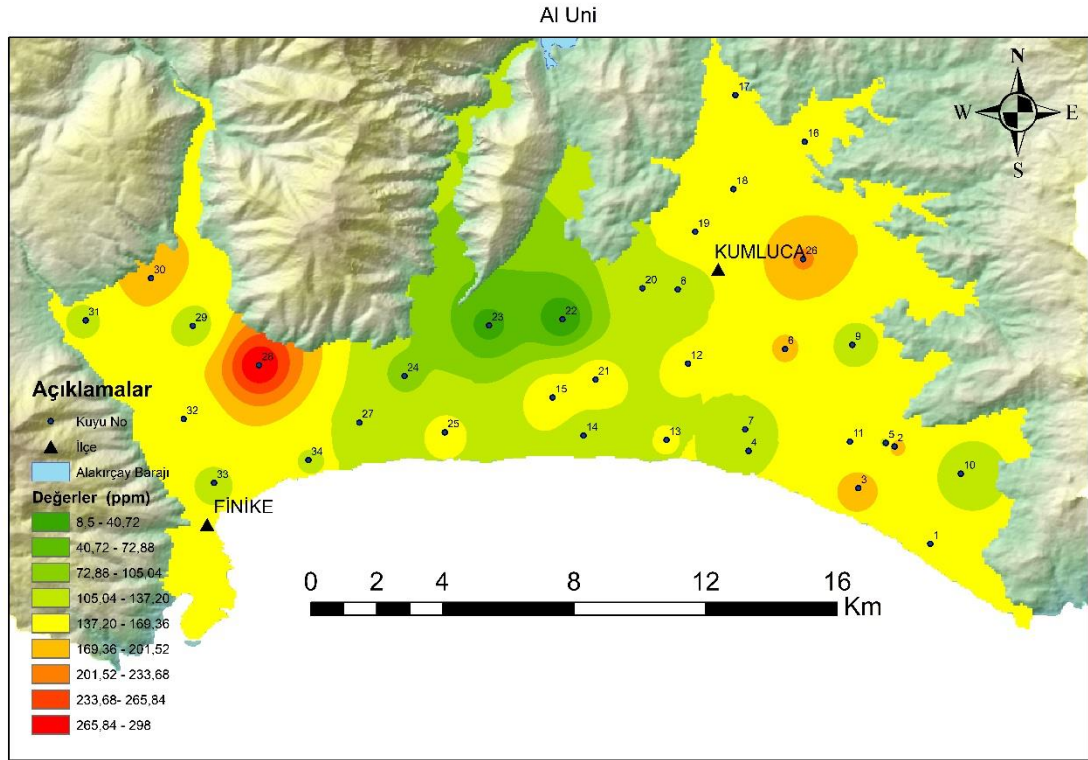 Al Uni
N
W E
S
17
16
18
19
KUMLUCA
26
30
20
8
31
29
23
22
6
9
28
12
24
21
15
Açıklamalar
Kuyu No
İlçe
Alakırçay Barajı
Değerler (ppm)
8,5 - 40,72
40,72 - 72,88
72,88 - 105,04
105,04 - 137,20
137,20 - 169,36
169,36 - 201,52
201,52 - 233,68
233,68- 265,84
265,84 - 298
32
27
25
14
13
7
4
11
5
2
34
33
10
3
FİNİKE
1
0 2 4 8 12 16
Km